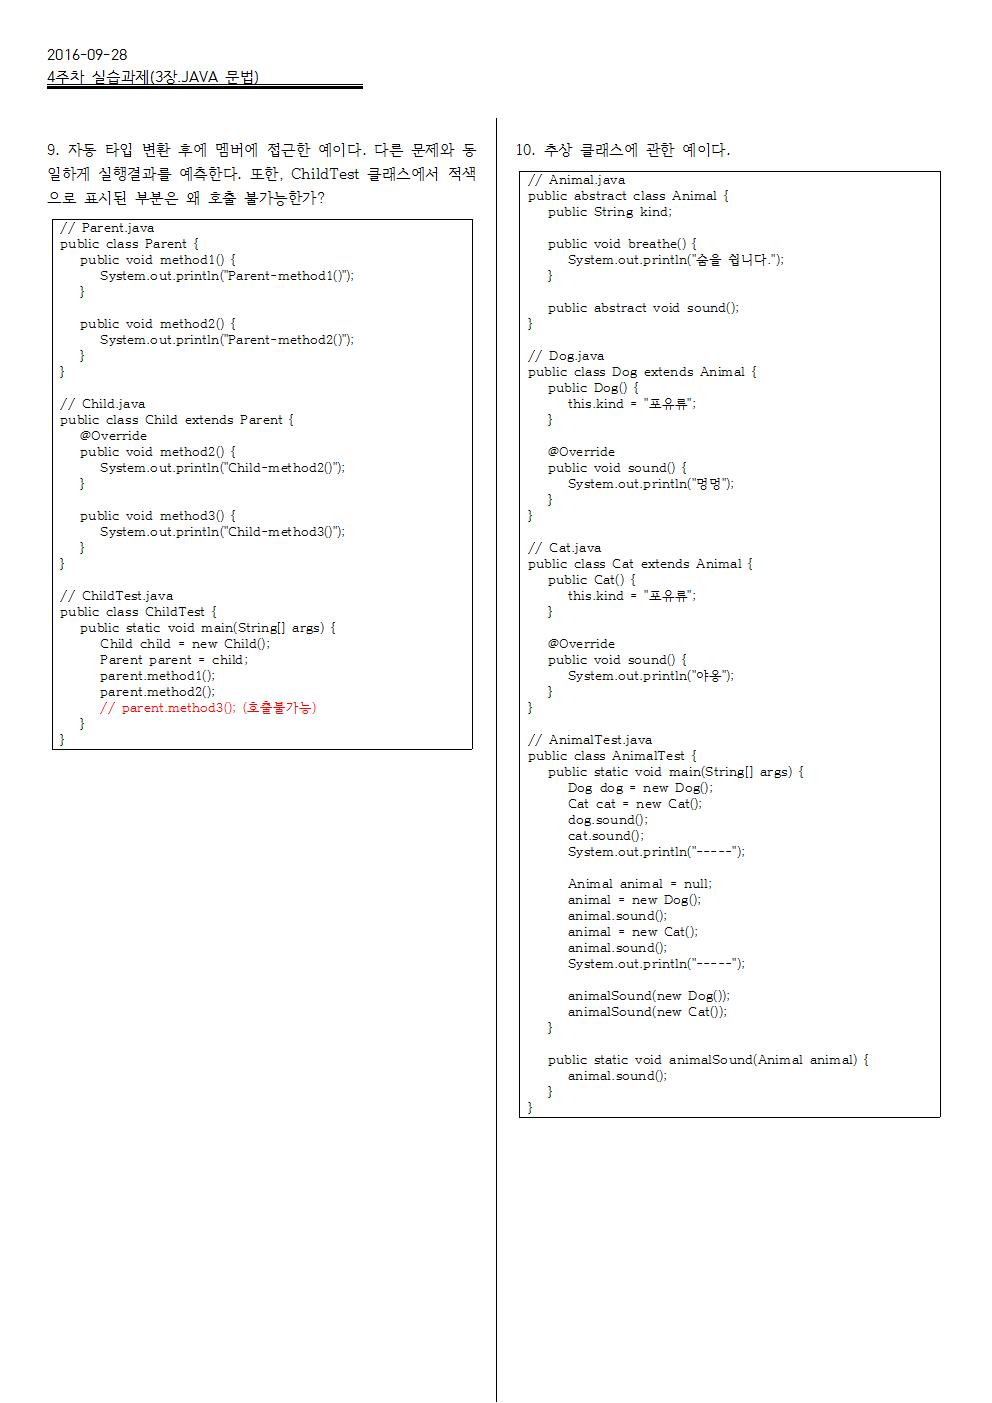 2016-09-28
4주차 실습과제(3장.JAVA 문법)
9. 자동 타입 변환 후에 멤버에 접근한 예이다. 다른 문제와 동
일하게 실행결과를 예측한다. 또한, ChildTest 클래스에서 적색
으로 표시된 부분은 왜 호출 불가능한가?
// Parent.java
public class Parent {
public void method1() {
System.out.println("Parent-method1()");
}
public void method2() {
System.out.println("Parent-method2()");
}
}
// Child.java
public class Child extends Parent {
@Override
public void method2() {
System.out.println("Child-method2()");
}
public void method3() {
System.out.println("Child-method3()");
}
}
// ChildTest.java
public class ChildTest {
public static void main(String[] args) {
Child child = new Child();
Parent parent = child;
parent.method1();
parent.method2();
// parent.method3(); (호출불가능)
}
}
10. 추상 클래스에 관한 예이다.
// Animal.java
public abstract class Animal {
public String kind;
public void breathe() {
System.out.println("숨을 쉽니다.");
}
public abstract void sound();
}
// Dog.java
public class Dog extends Animal {
public Dog() {
this.kind = "포유류";
}
@Override
public void sound() {
System.out.println("멍멍");
}
}
// Cat.java
public class Cat extends Animal {
public Cat() {
this.kind = "포유류";
}
@Override
public void sound() {
System.out.println("야옹");
}
}
// AnimalTest.java
public class AnimalTest {
public static void main(String[] args) {
Dog dog = new Dog();
Cat cat = new Cat();
dog.sound();
cat.sound();
System.out.println("-----");
Animal animal = null;
animal = new Dog();
animal.sound();
animal = new Cat();
animal.sound();
System.out.println("-----");
animalSound(new Dog());
animalSound(new Cat());
}
public static void animalSound(Animal animal) {
animal.sound();
}
}